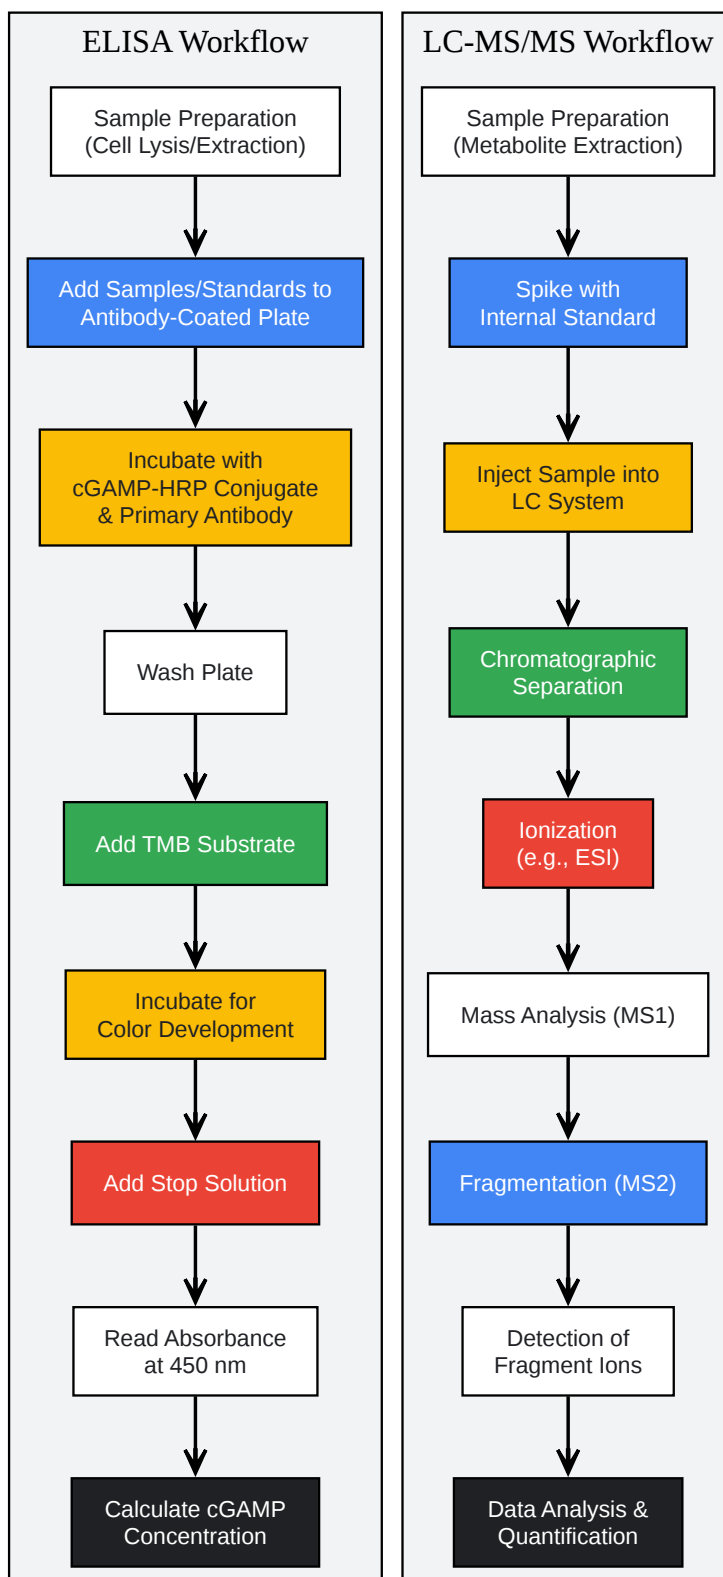 ELISA Workflow
Sample Preparation
(Cell Lysis/Extraction)
Add Samples/Standards to
Antibody-Coated Plate
Incubate with
cGAMP-HRP Conjugate
& Primary Antibody
Wash Plate
Add TMB Substrate
Incubate for
Color Development
Add Stop Solution
Read Absorbance
at 450 nm
Calculate cGAMP
Concentration
LC-MS/MS Workflow
Sample Preparation
(Metabolite Extraction)
Spike with
Internal Standard
Inject Sample into
LC System
Chromatographic
Separation
Ionization
(e.g., ESI)
Mass Analysis (MS1)
Fragmentation (MS2)
Detection of
Fragment Ions
Data Analysis &
Quantification